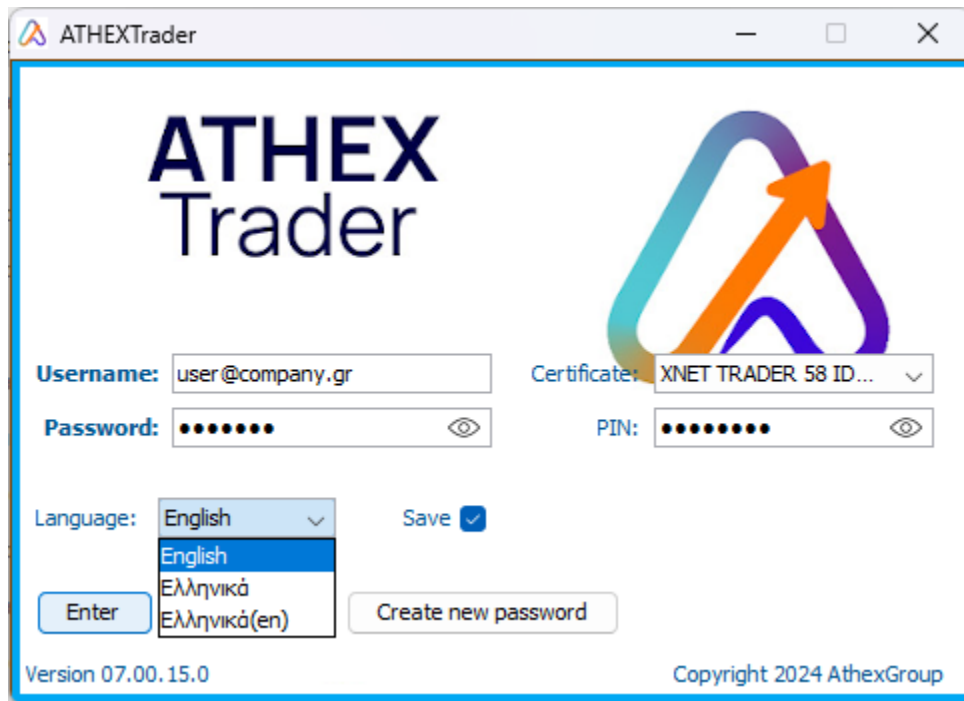 ATHEXTrader
ATHEX
Trader
Username: user@company.gr Certificate: XNET TRADER 58 ID...
Password: ••••••• PIN: ••••••••
Language: English Save
English
Ελληνικά
Ελληνικά(en)
Enter Create new password
Version 07.00.15.0 Copyright 2024 AthexGroup